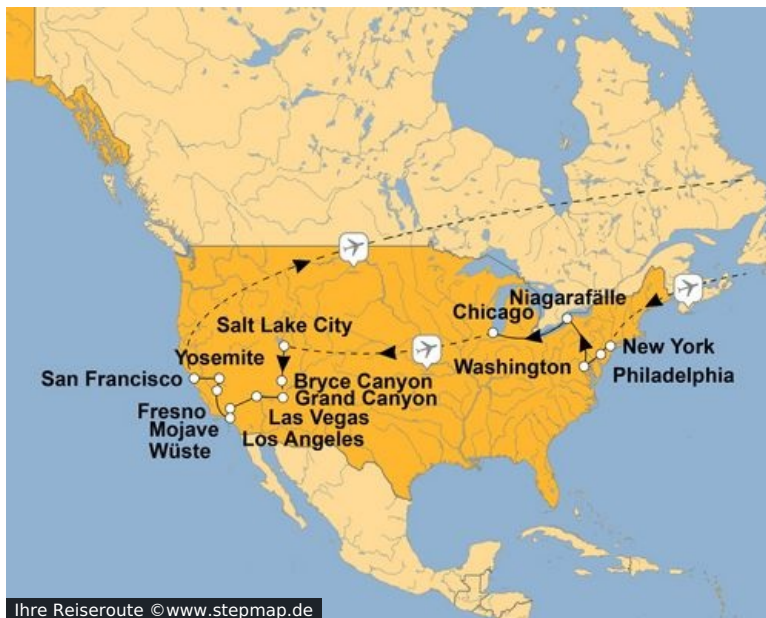 Niagarafälle
Chicago
Salt Lake City
New York
Yosemite
Washington
Philadelphia
San Francisco
Bryce Canyon
Grand Canyon
Fresno
Las Vegas
Mojave
Wüste
Los Angeles
Ihre Reiseroute ©www.stepmap.de